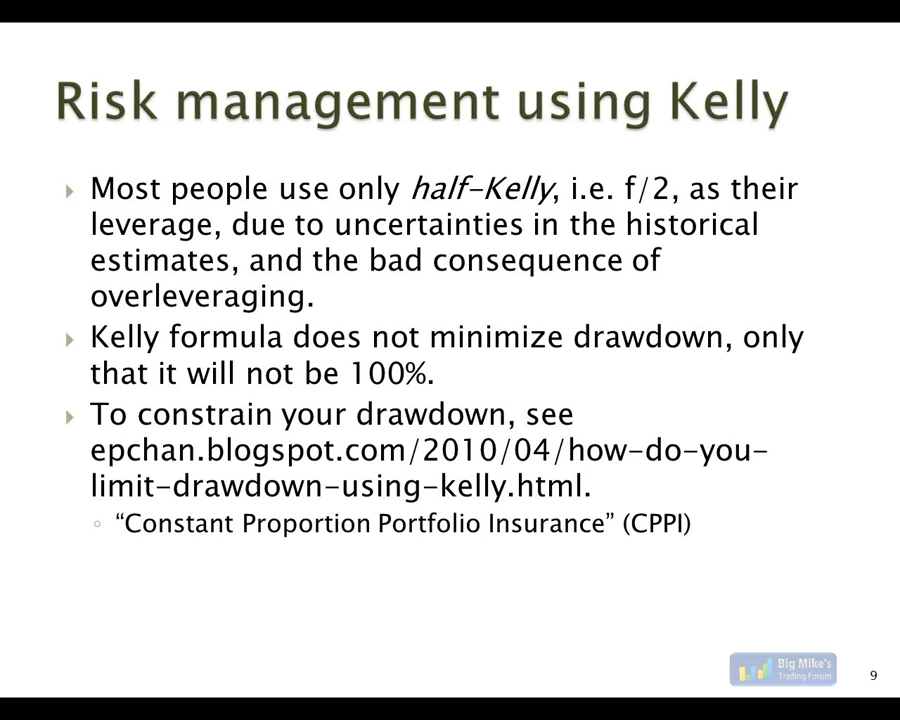 Risk management using Kelly
Most people use only half-Kelly, i.e. f/2, as their
leverage, due to uncertainties in the historical
estimates, and the bad consequence of
overleveraging.
Kelly formula does not minimize drawdown, only
that it will not be 100%.
To constrain your drawdown, see
epchan.blogspot.com/2010/04/how-do-you-
limit-drawdown-using-kelly.html.
“Constant Proportion Portfolio Insurance” (CPPI)
Big Mike's
Trading Forum
9